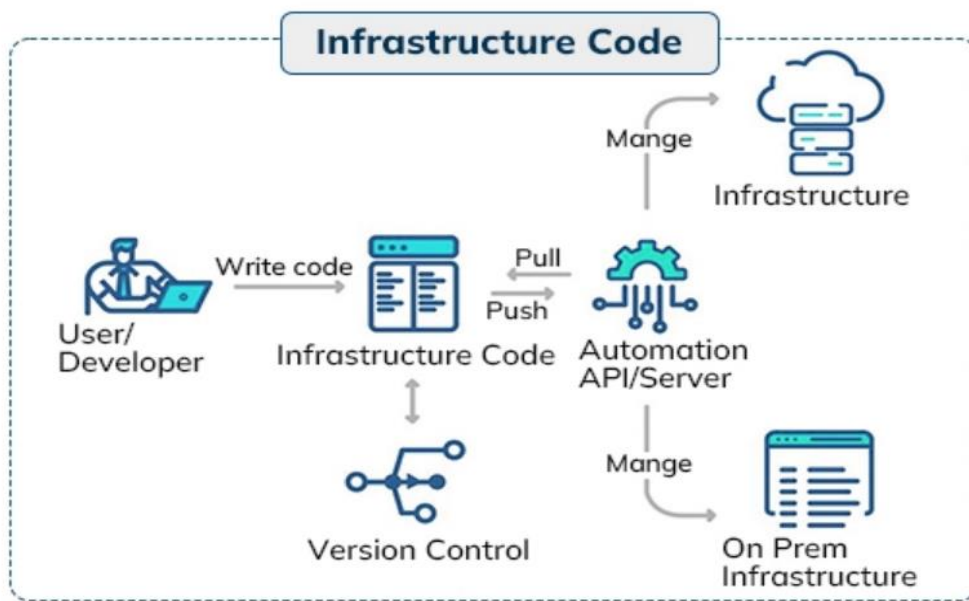 Infrastructure Code
Mange
Infrastructure
Write code
Pull
Push
User/
Developer
Infrastructure Code
Automation
API/Server
Mange
Version Control
On Prem
Infrastructure